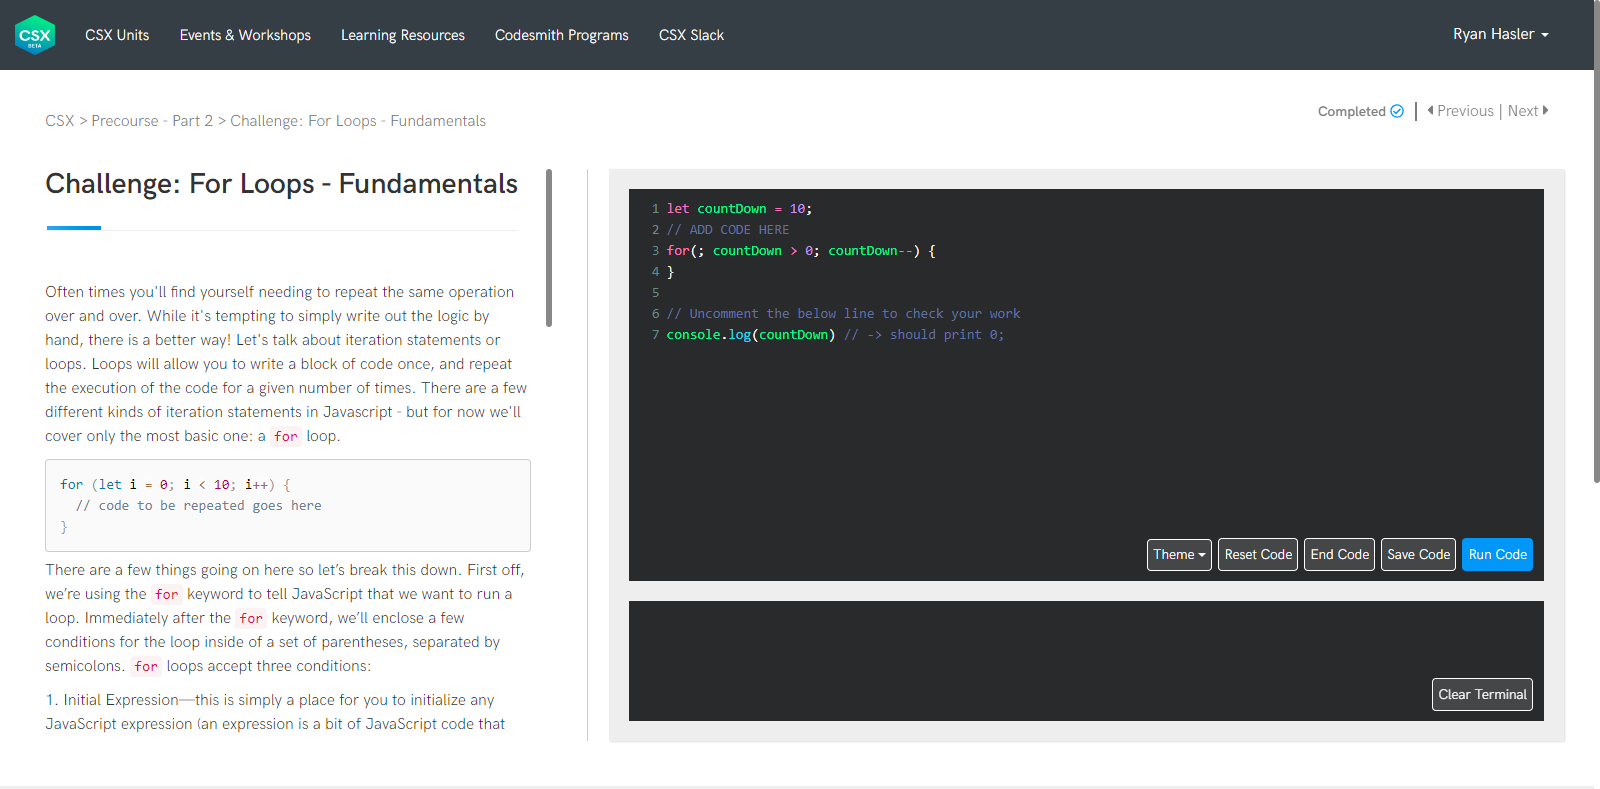 CSX
BETA
CSX Units
Events & Workshops
Learning Resources
Codesmith Programs
CSX Slack
Ryan Hasler
CSX > Precourse - Part 2 > Challenge: For Loops - Fundamentals
Completed
Previous | Next
Challenge: For Loops - Fundamentals
Often times you'll find yourself needing to repeat the same operation
over and over. While it's tempting to simply write out the logic by
hand, there is a better way! Let's talk about iteration statements or
loops. Loops will allow you to write a block of code once, and repeat
the execution of the code for a given number of times. There are a few
different kinds of iteration statements in Javascript - but for now we'll
cover only the most basic one: a for loop.
for (let i = 0; i < 10; i++) {
// code to be repeated goes here
}
There are a few things going on here so let’s break this down. First off,
we’re using the for keyword to tell JavaScript that we want to run a
loop. Immediately after the for keyword, we’ll enclose a few
conditions for the loop inside of a set of parentheses, separated by
semicolons. for loops accept three conditions:
1. Initial Expression—this is simply a place for you to initialize any
JavaScript expression (an expression is a bit of JavaScript code that
1 let countDown = 10;
2 // ADD CODE HERE
3 for(; countDown > 0; countDown--) {
4 }
5
6 // Uncomment the below line to check your work
7 console.log(countDown) // -> should print 0;
Theme
Reset Code
End Code
Save Code
Run Code
Clear Terminal